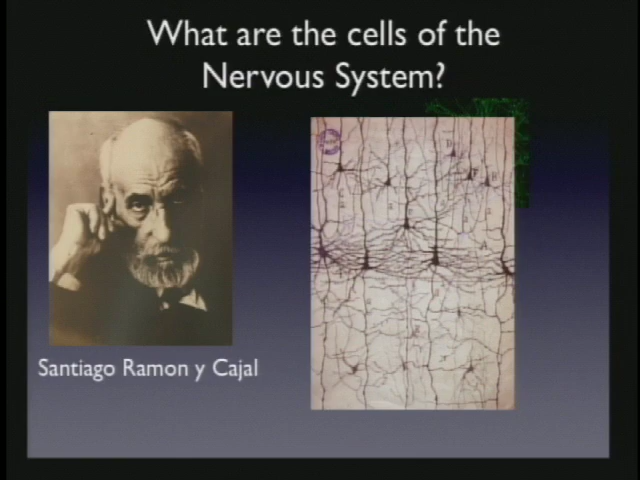 What are the cells of the
Nervous System?
Santiago Ramon y Cajal